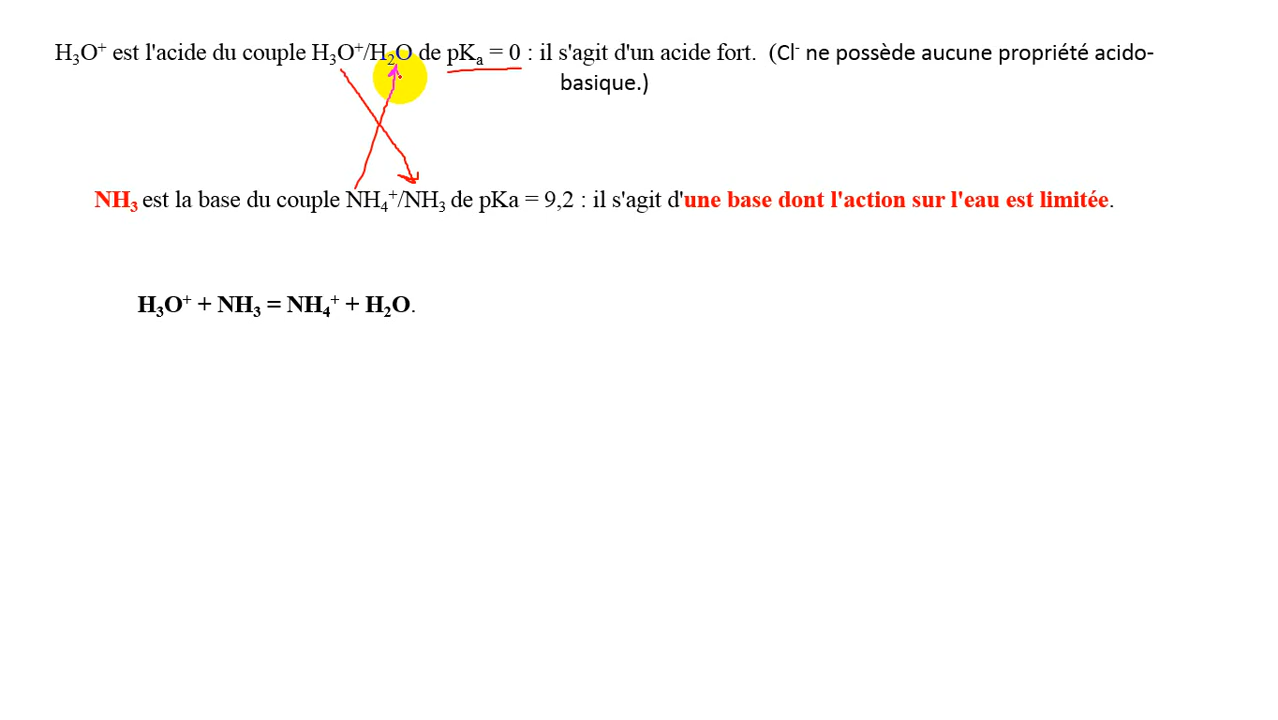 H₃O⁺ est l'acide du couple H₃O⁺/H₂O de pKₐ = 0 : il s'agit d'un acide fort. (Cl⁻ ne possède aucune propriété acido-
basique.)
NH₃ est la base du couple NH₄⁺/NH₃ de pKa = 9,2 : il s'agit d'une base dont l'action sur l'eau est limitée.
H₃O⁺ + NH₃ = NH₄⁺ + H₂O.